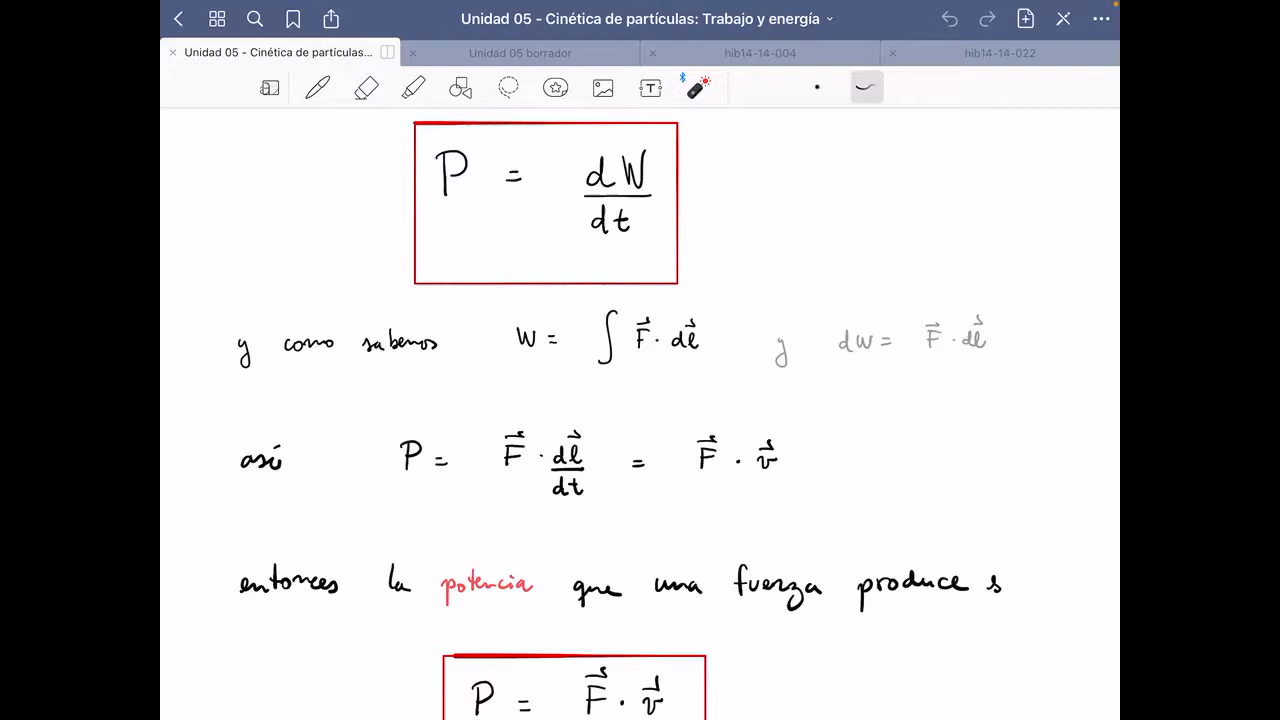 Unidad 05 - Cinética de partículas: Trabajo y energía
Unidad 05 - Cinética de partículas... Unidad 05 borrador hib14-14-004 hib14-14-022
T
P = dW/dt
y como sabemos W = ∫ F⃗ · dl⃗ y dW = F⃗ · dl⃗
así P = F⃗ · dl⃗/dt = F⃗ · v⃗
entonces la potencia que una fuerza produce s
P = F⃗ · v⃗